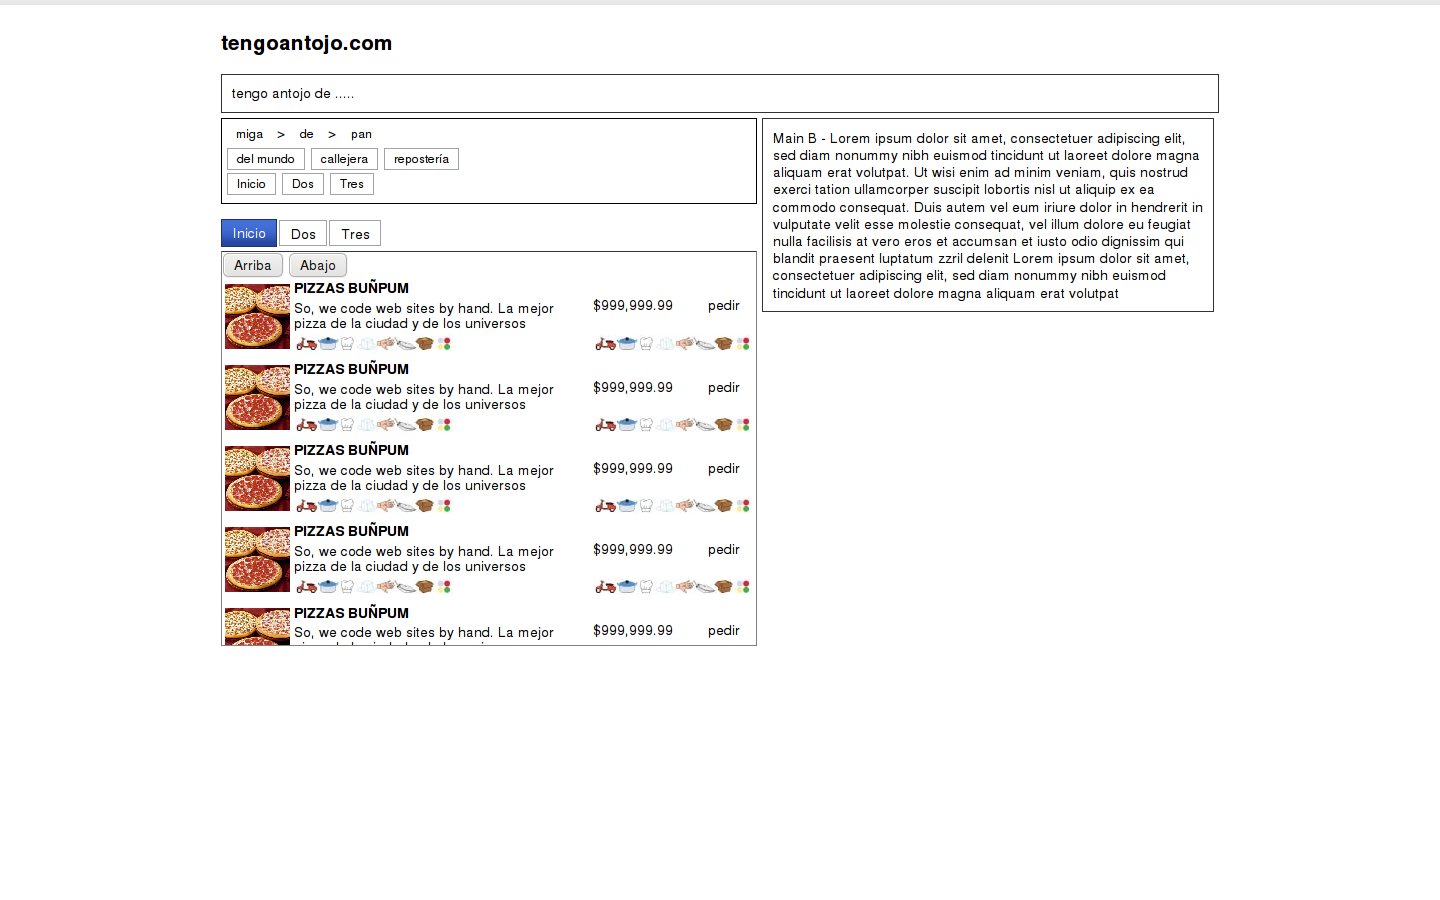 tengoantojo.com
tengo antojo de .....
miga > de > pan
del mundo callejera repostería
Inicio Dos Tres
Inicio Dos Tres
Arriba Abajo
PIZZAS BUÑPUM
So, we code web sites by hand. La mejor
pizza de la ciudad y de los universos
$999,999.99 pedir
PIZZAS BUÑPUM
So, we code web sites by hand. La mejor
pizza de la ciudad y de los universos
$999,999.99 pedir
PIZZAS BUÑPUM
So, we code web sites by hand. La mejor
pizza de la ciudad y de los universos
$999,999.99 pedir
PIZZAS BUÑPUM
So, we code web sites by hand. La mejor
pizza de la ciudad y de los universos
$999,999.99 pedir
PIZZAS BUÑPUM
So, we code web sites by hand. La mejor
$999,999.99 pedir
Main B - Lorem ipsum dolor sit amet, consectetuer adipiscing elit,
sed diam nonummy nibh euismod tincidunt ut laoreet dolore magna
aliquam erat volutpat. Ut wisi enim ad minim veniam, quis nostrud
exerci tation ullamcorper suscipit lobortis nisl ut aliquip ex ea
commodo consequat. Duis autem vel eum iriure dolor in hendrerit in
vulputate velit esse molestie consequat, vel illum dolore eu feugiat
nulla facilisis at vero eros et accumsan et iusto odio dignissim qui
blandit praesent luptatum zzril delenit Lorem ipsum dolor sit amet,
consectetuer adipiscing elit, sed diam nonummy nibh euismod
tincidunt ut laoreet dolore magna aliquam erat volutpat